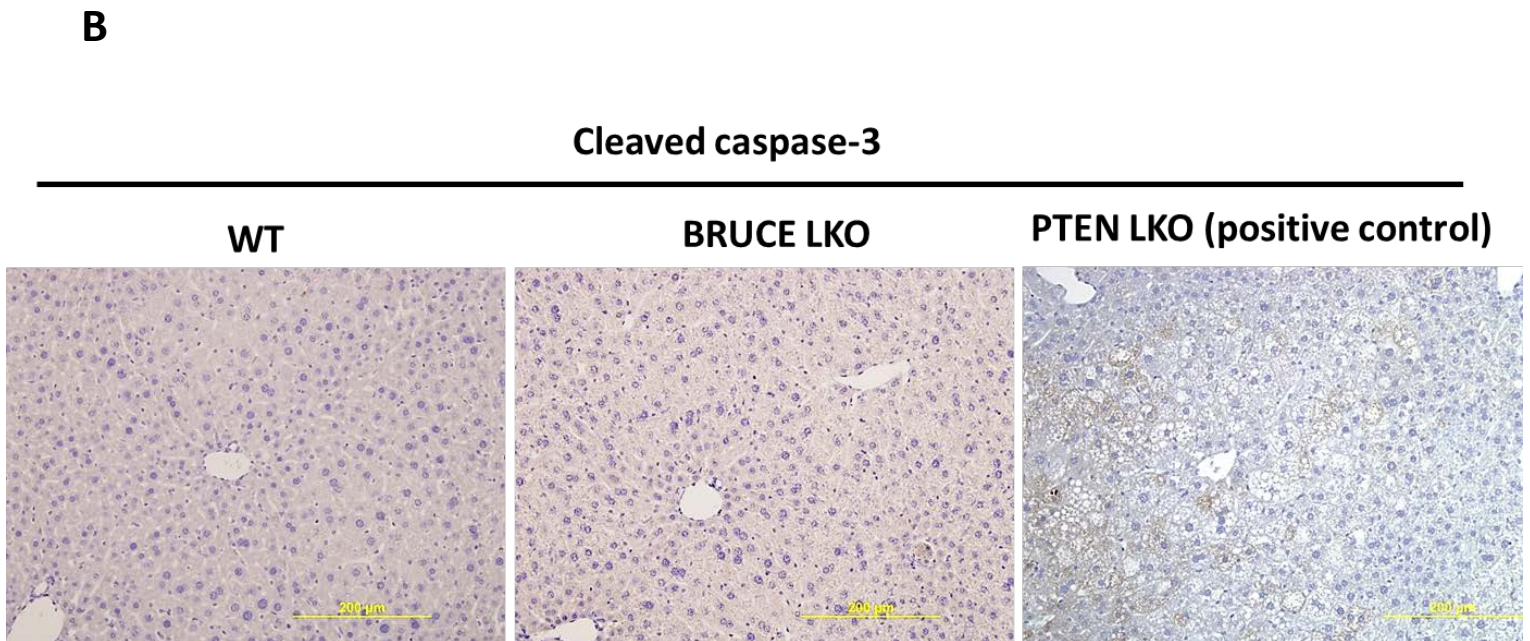 B
Cleaved caspase-3
WT
BRUCE LKO
PTEN LKO (positive control)
200 µm
200 µm
200 µm